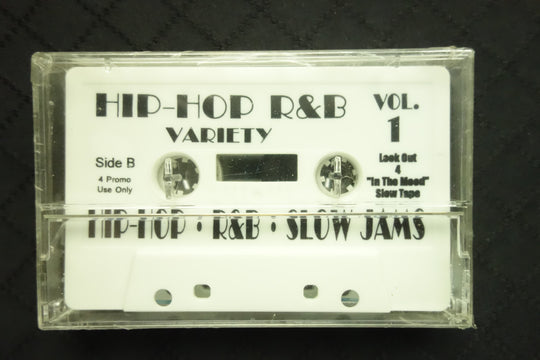 HIP-HOP R&B
VARIETY
VOL.
1
Side B
4 Promo
Use Only
Look Out
4
"In The Mood"
Slow Tape
HIP-HOP • R&B • SLOW JAMS